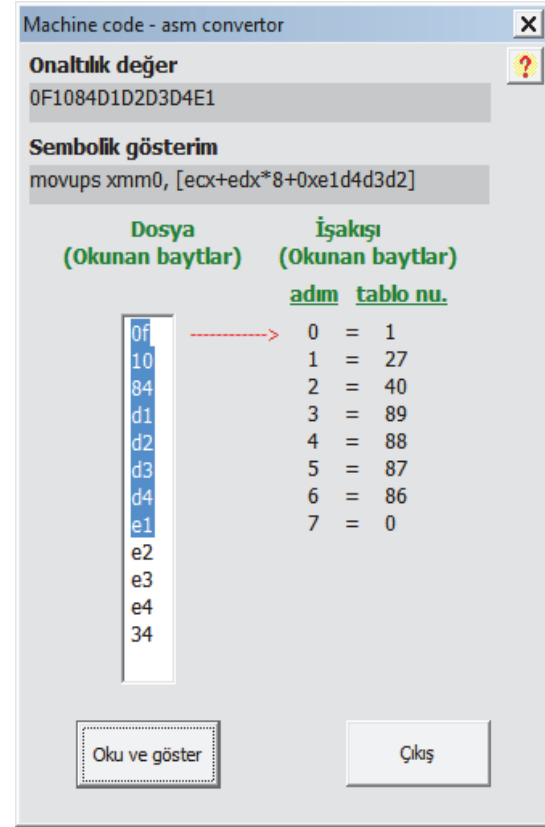 Machine code - asm convertor
Onaltılık değer
0F1084D1D2D3D4E1
Sembolik gösterim
movups xmm0, [ecx+edx*8+0xe1d4d3d2]
Dosya
(Okunan baytlar)
İşakışı
(Okunan baytlar)
adım tablo nu.
0f -----------> 0 = 1
10 1 = 27
84 2 = 40
d1 3 = 89
d2 4 = 88
d3 5 = 87
d4 6 = 86
e1 7 = 0
e2
e3
e4
34
Oku ve göster
Çıkış